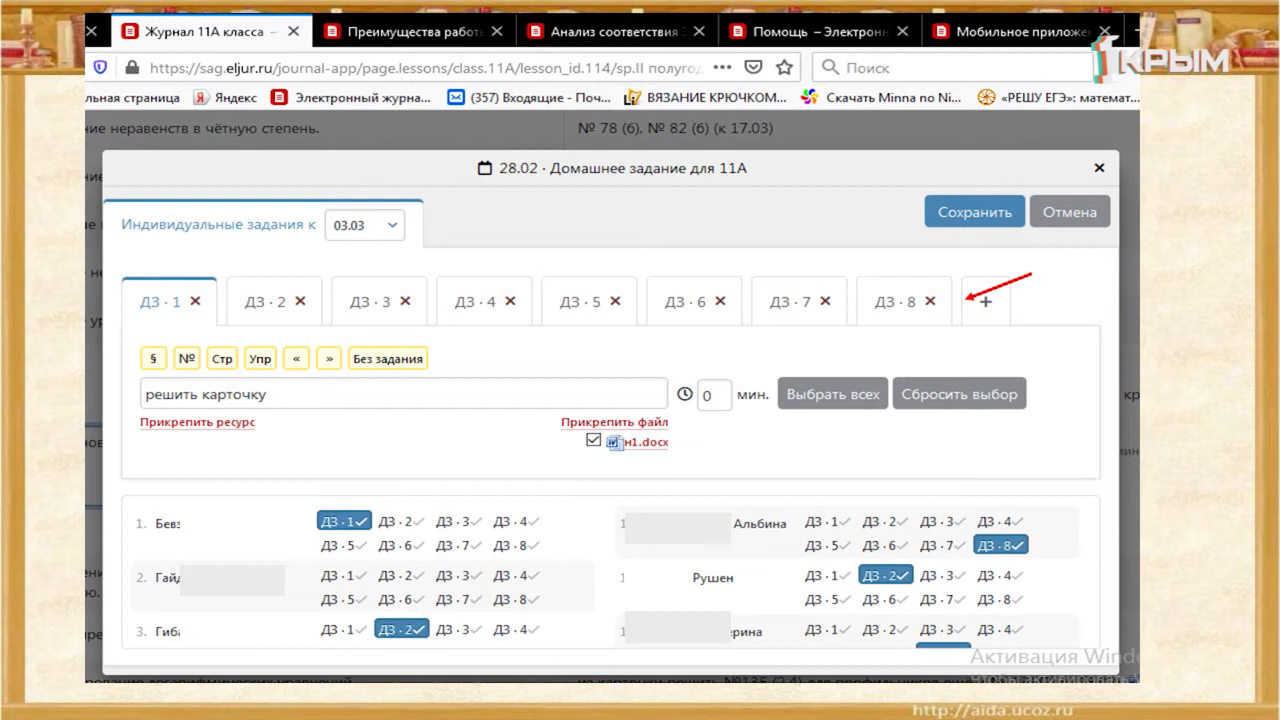 Журнал 11А класса –
Преимущества работ
Анализ соответствия Э
Помощь – Электронн
Мобильное приложе
КРЫМ
https://sag.eljur.ru/journal-app/page.lessons/class.11A/lesson_id.114/sp.II полугод
Поиск
льная страница
Яндекс
Электронный журна...
(357) Входящие - Поч...
ВЯЗАНИЕ КРЮЧКОМ...
Скачать Minna no Ni...
«РЕШУ ЕГЭ»: математ...
ние неравенств в чётную степень.
№ 78 (б), № 82 (б) (к 17.03)
28.02 · Домашнее задание для 11А
Индивидуальные задания к 03.03
Сохранить
Отмена
ДЗ · 1 ДЗ · 2 ДЗ · 3 ДЗ · 4 ДЗ · 5 ДЗ · 6 ДЗ · 7 ДЗ · 8 +
§ № Стр Упр « » Без задания
решить карточку
0 мин.
Выбрать всех
Сбросить выбор
Прикрепить ресурс
Прикрепить файл
н1.docx
1. Бевз
ДЗ · 1 ДЗ · 2 ДЗ · 3 ДЗ · 4
ДЗ · 5 ДЗ · 6 ДЗ · 7 ДЗ · 8
1 Альбина
ДЗ · 1 ДЗ · 2 ДЗ · 3 ДЗ · 4
ДЗ · 5 ДЗ · 6 ДЗ · 7 ДЗ · 8
2. Гайд
ДЗ · 1 ДЗ · 2 ДЗ · 3 ДЗ · 4
ДЗ · 5 ДЗ · 6 ДЗ · 7 ДЗ · 8
1 Рушен
ДЗ · 1 ДЗ · 2 ДЗ · 3 ДЗ · 4
ДЗ · 5 ДЗ · 6 ДЗ · 7 ДЗ · 8
3. Гиба
ДЗ · 1 ДЗ · 2 ДЗ · 3 ДЗ · 4
1 ерина
ДЗ · 1 ДЗ · 2 ДЗ · 3 ДЗ · 4
Активация Windo
Чтобы активировать
http://aida.ucoz.ru